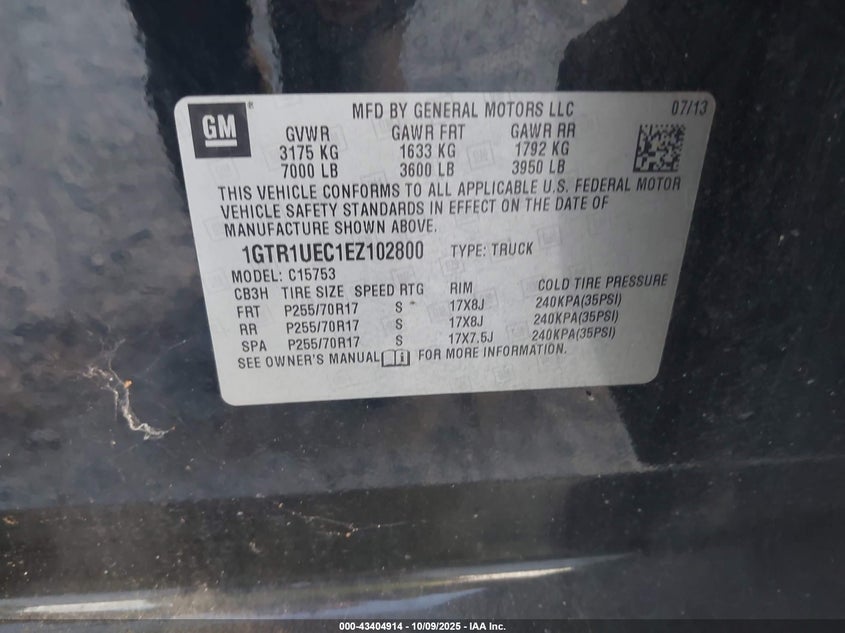 GM ® MFD BY GENERAL MOTORS LLC 07/13
GVWR GAWR FRT GAWR RR
3175 KG 1633 KG 1792 KG
7000 LB 3600 LB 3950 LB
THIS VEHICLE CONFORMS TO ALL APPLICABLE U.S. FEDERAL MOTOR
VEHICLE SAFETY STANDARDS IN EFFECT ON THE DATE OF
MANUFACTURE SHOWN ABOVE.
1GTR1UEC1EZ102800 TYPE: TRUCK
MODEL: C15753
CB3H TIRE SIZE SPEED RTG RIM COLD TIRE PRESSURE
FRT P255/70R17 S 17X8J 240KPA(35PSI)
RR P255/70R17 S 17X8J 240KPA(35PSI)
SPA P255/70R17 S 17X7.5J 240KPA(35PSI)
SEE OWNER'S MANUAL i FOR MORE INFORMATION.
000-43404914 - 10/09/2025 - IAA Inc.